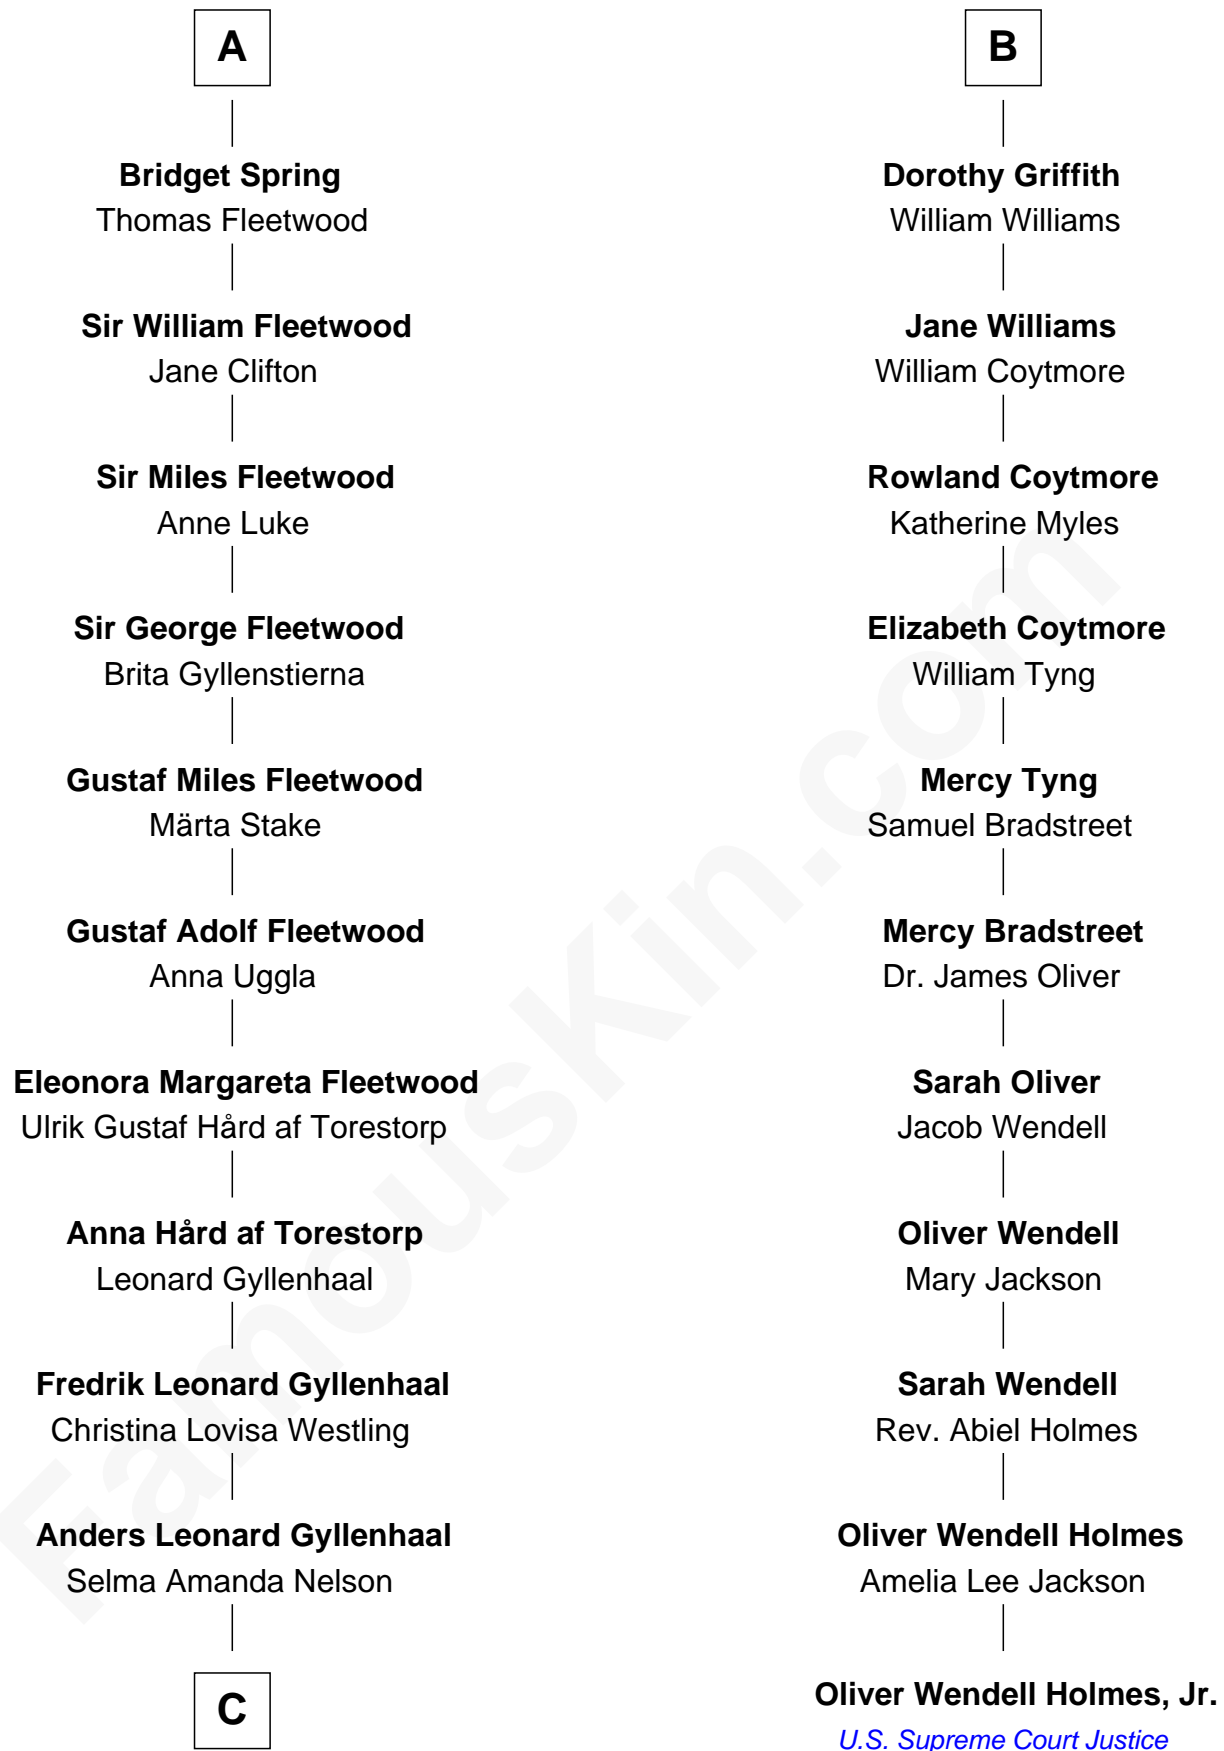 A
Bridget Spring
Thomas Fleetwood
Sir William Fleetwood
Jane Clifton
Sir Miles Fleetwood
Anne Luke
Sir George Fleetwood
Brita Gyllenstierna
Gustaf Miles Fleetwood
Märta Stake
Gustaf Adolf Fleetwood
Anna Uggla
Eleonora Margareta Fleetwood
Ulrik Gustaf Hård af Torestorp
Anna Hård af Torestorp
Leonard Gyllenhaal
Fredrik Leonard Gyllenhaal
Christina Lovisa Westling
Anders Leonard Gyllenhaal
Selma Amanda Nelson
C
B
Dorothy Griffith
William Williams
Jane Williams
William Coytmore
Rowland Coytmore
Katherine Myles
Elizabeth Coytmore
William Tyng
Mercy Tyng
Samuel Bradstreet
Mercy Bradstreet
Dr. James Oliver
Sarah Oliver
Jacob Wendell
Oliver Wendell
Mary Jackson
Sarah Wendell
Rev. Abiel Holmes
Oliver Wendell Holmes
Amelia Lee Jackson
Oliver Wendell Holmes, Jr.
U.S. Supreme Court Justice
FamousKin.com